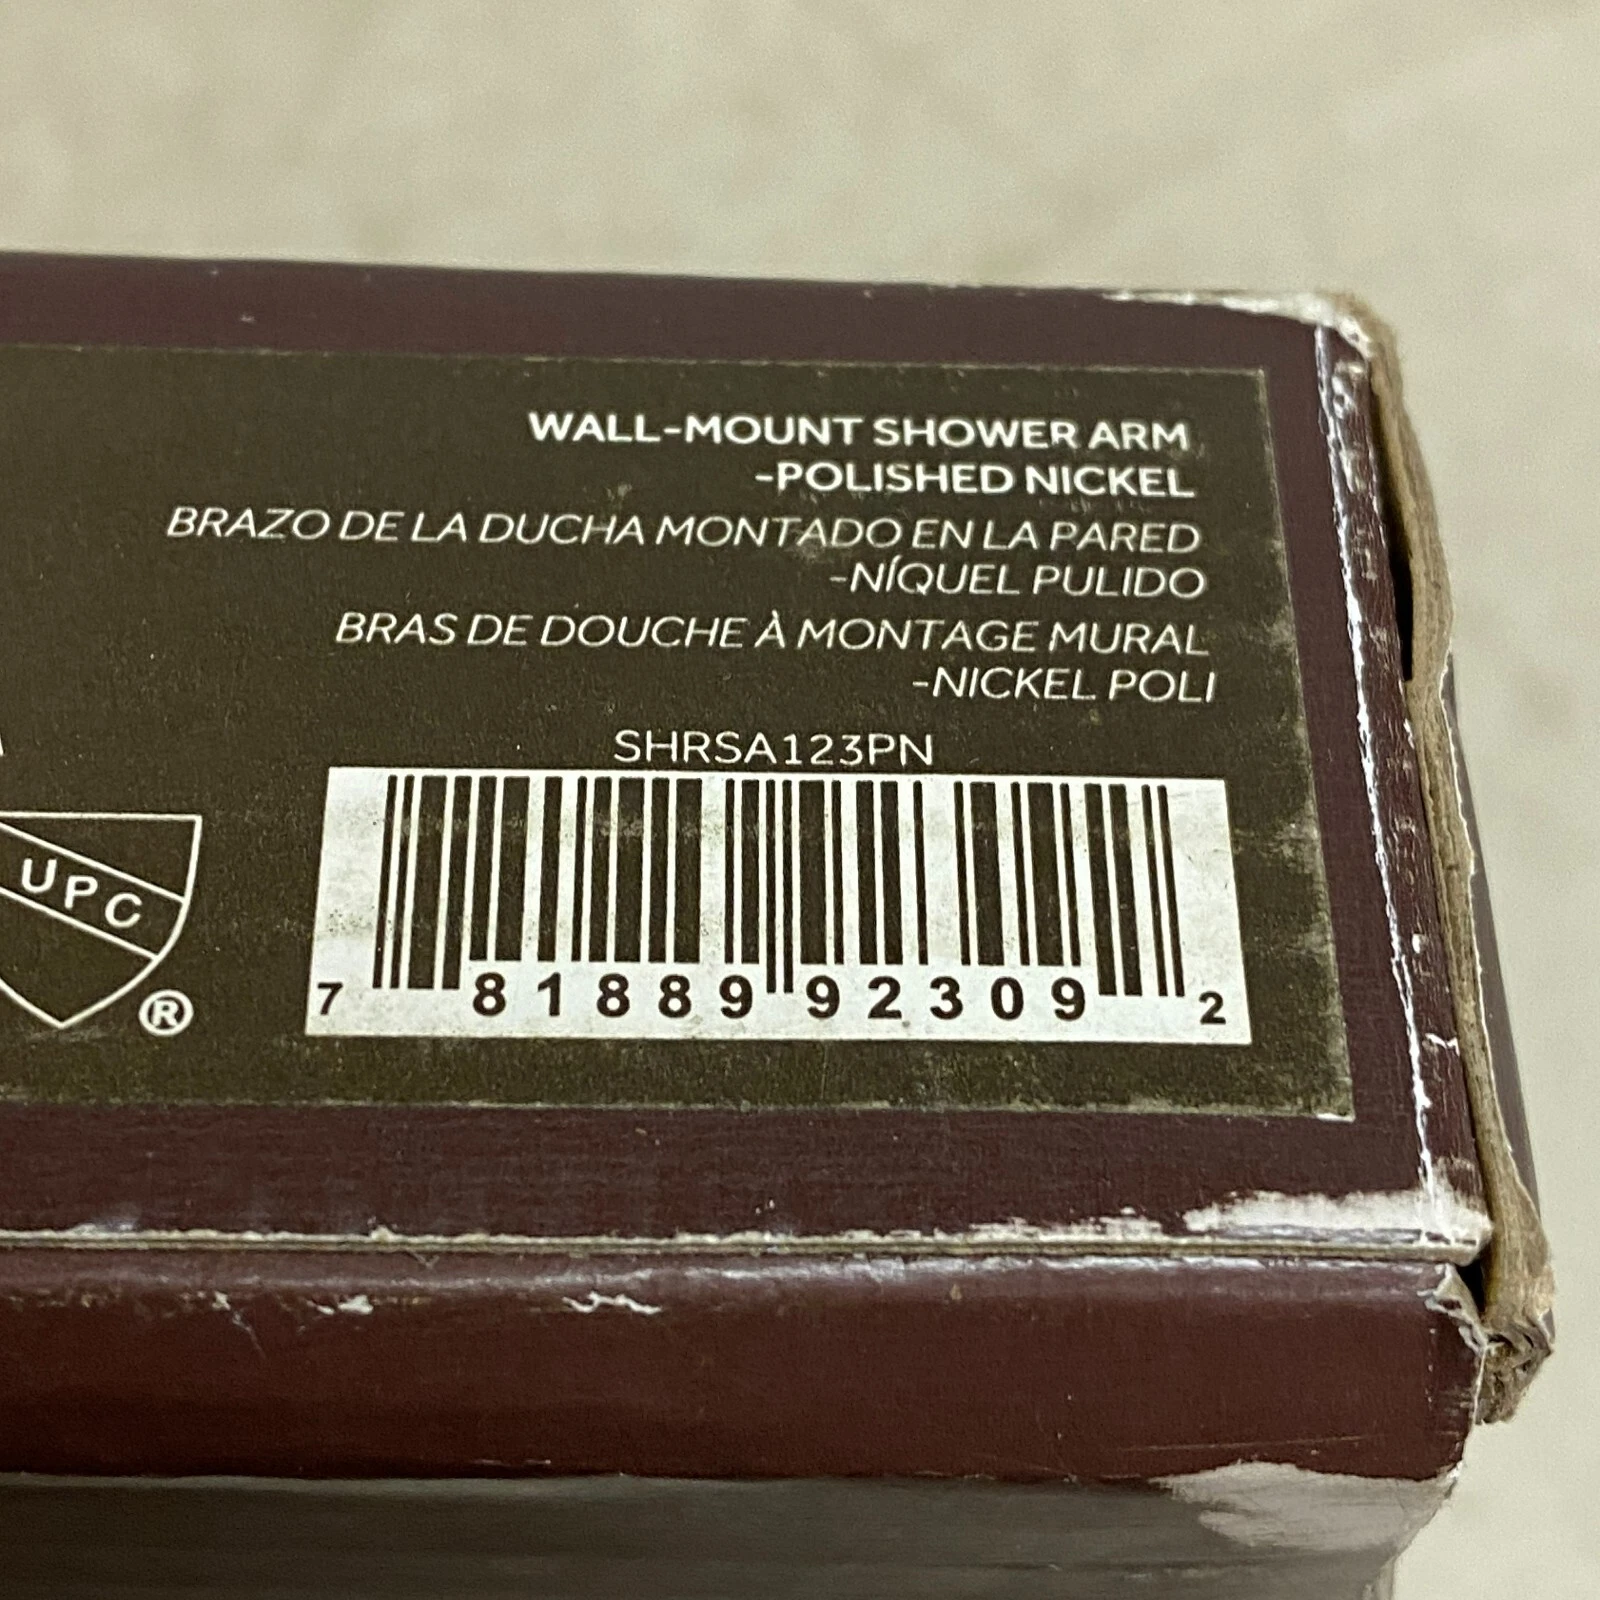 WALL-MOUNT SHOWER ARM
-POLISHED NICKEL
BRAZO DE LA DUCHA MONTADO EN LA PARED
-NÍQUEL PULIDO
BRAS DE DOUCHE À MONTAGE MURAL
-NICKEL POLI
SHRSA123PN
UPC
®
7 81889 92309 2